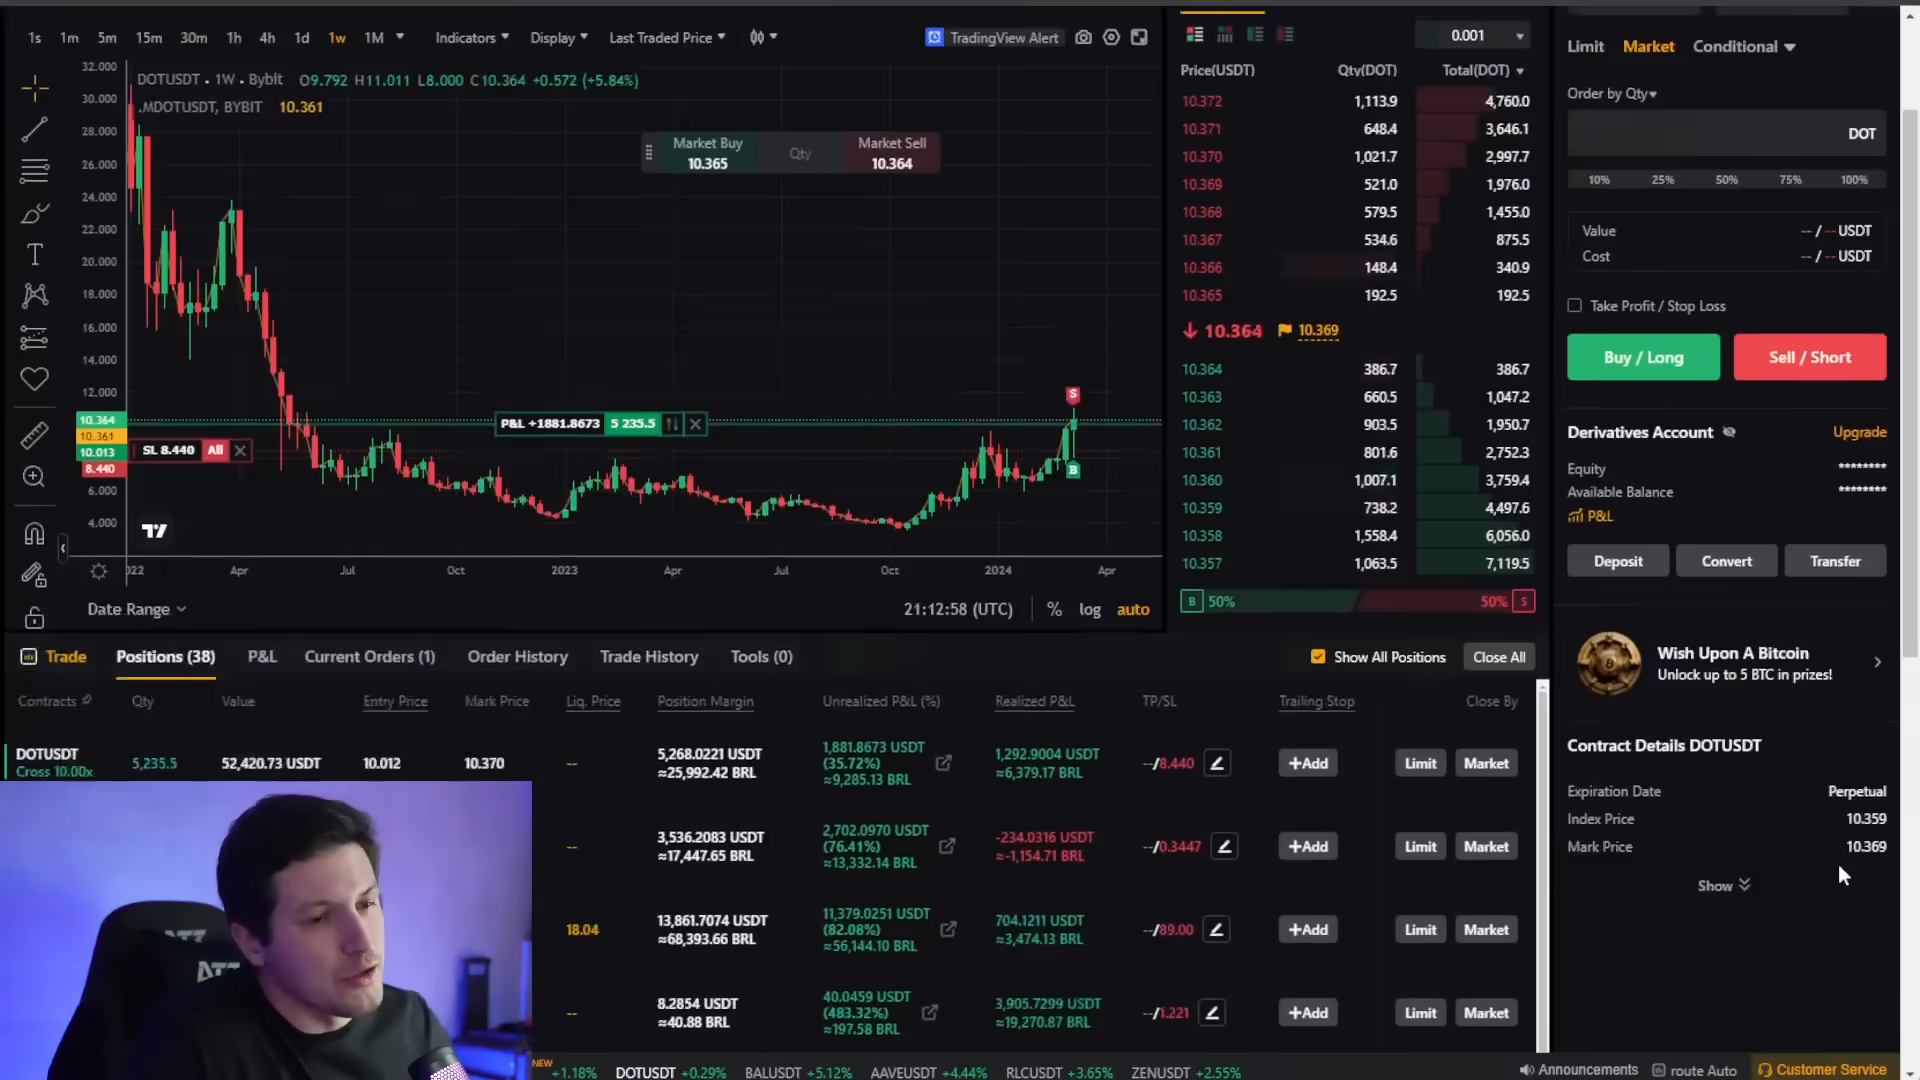 1s 1m 5m 15m 30m 1h 4h 1d 1w 1M Indicators Display Last Traded Price TradingView Alert
DOTUSDT · 1W · Bybit O9.792 H11.011 L8.000 C10.364 +0.572 (+5.84%)
.MDOTUSDT, BYBIT 10.361
Market Buy
10.365
Qty
Market Sell
10.364
32.000
30.000
28.000
26.000
24.000
22.000
20.000
18.000
16.000
14.000
12.000
10.364
10.361
10.013
8.440
6.000
4.000
SL 8.440 All
P&L +1881.8673 5 235.5
S
B
2022 Apr Jul Oct 2023 Apr Jul Oct 2024 Apr
Date Range 21:12:58 (UTC) % log auto
0.001
Price(USDT) Qty(DOT) Total(DOT)
10.372 1,113.9 4,760.0
10.371 648.4 3,646.1
10.370 1,021.7 2,997.7
10.369 521.0 1,976.0
10.368 579.5 1,455.0
10.367 534.6 875.5
10.366 148.4 340.9
10.365 192.5 192.5
10.364 10.369
10.364 386.7 386.7
10.363 660.5 1,047.2
10.362 903.5 1,950.7
10.361 801.6 2,752.3
10.360 1,007.1 3,759.4
10.359 738.2 4,497.6
10.358 1,558.4 6,056.0
10.357 1,063.5 7,119.5
B 50% 50% S
Limit Market Conditional
Order by Qty
DOT
10% 25% 50% 75% 100%
Value -- / -- USDT
Cost -- / -- USDT
Take Profit / Stop Loss
Buy / Long Sell / Short
Derivatives Account Upgrade
Equity ********
Available Balance ********
P&L
Deposit Convert Transfer
Wish Upon A Bitcoin
Unlock up to 5 BTC in prizes!
Contract Details DOTUSDT
Expiration Date Perpetual
Index Price 10.359
Mark Price 10.369
Show
Trade Positions (38) P&L Current Orders (1) Order History Trade History Tools (0) Show All Positions Close All
Contracts Qty Value Entry Price Mark Price Liq. Price Position Margin Unrealized P&L (%) Realized P&L TP/SL Trailing Stop Close By
DOTUSDT
Cross 10.00x
5,235.5 52,420.73 USDT 10.012 10.370 --
5,268.0221 USDT
≈25,992.42 BRL
1,881.8673 USDT
(35.72%)
≈9,285.13 BRL
1,292.9004 USDT
≈6,379.17 BRL
--/8.440 +Add Limit Market
--
3,536.2083 USDT
≈17,447.65 BRL
2,702.0970 USDT
(76.41%)
≈13,332.14 BRL
-234.0316 USDT
≈-1,154.71 BRL
--/0.3447 +Add Limit Market
18.04
13,861.7074 USDT
≈68,393.66 BRL
11,379.0251 USDT
(82.08%)
≈56,144.10 BRL
704.1211 USDT
≈3,474.13 BRL
--/89.00 +Add Limit Market
--
8.2854 USDT
≈40.88 BRL
40.0459 USDT
(483.32%)
≈197.58 BRL
3,905.7299 USDT
≈19,270.87 BRL
--/1.221 +Add Limit Market
NEW
+1.18% DOTUSDT +0.29% BALUSDT +5.12% AAVEUSDT +4.44% RLCUSDT +3.65% ZENUSDT +2.55%
Announcements route Auto Customer Service